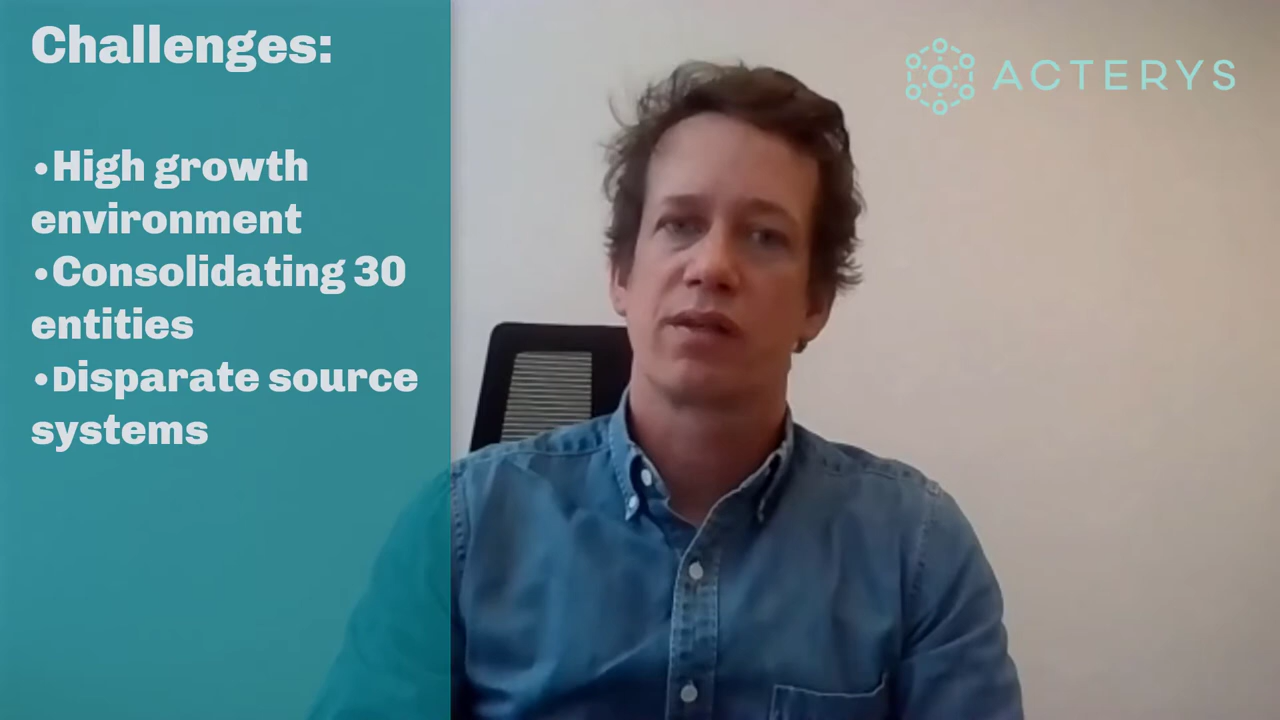 Challenges:
•High growth
environment
•Consolidating 30
entities
•Disparate source
systems
ACTERYS